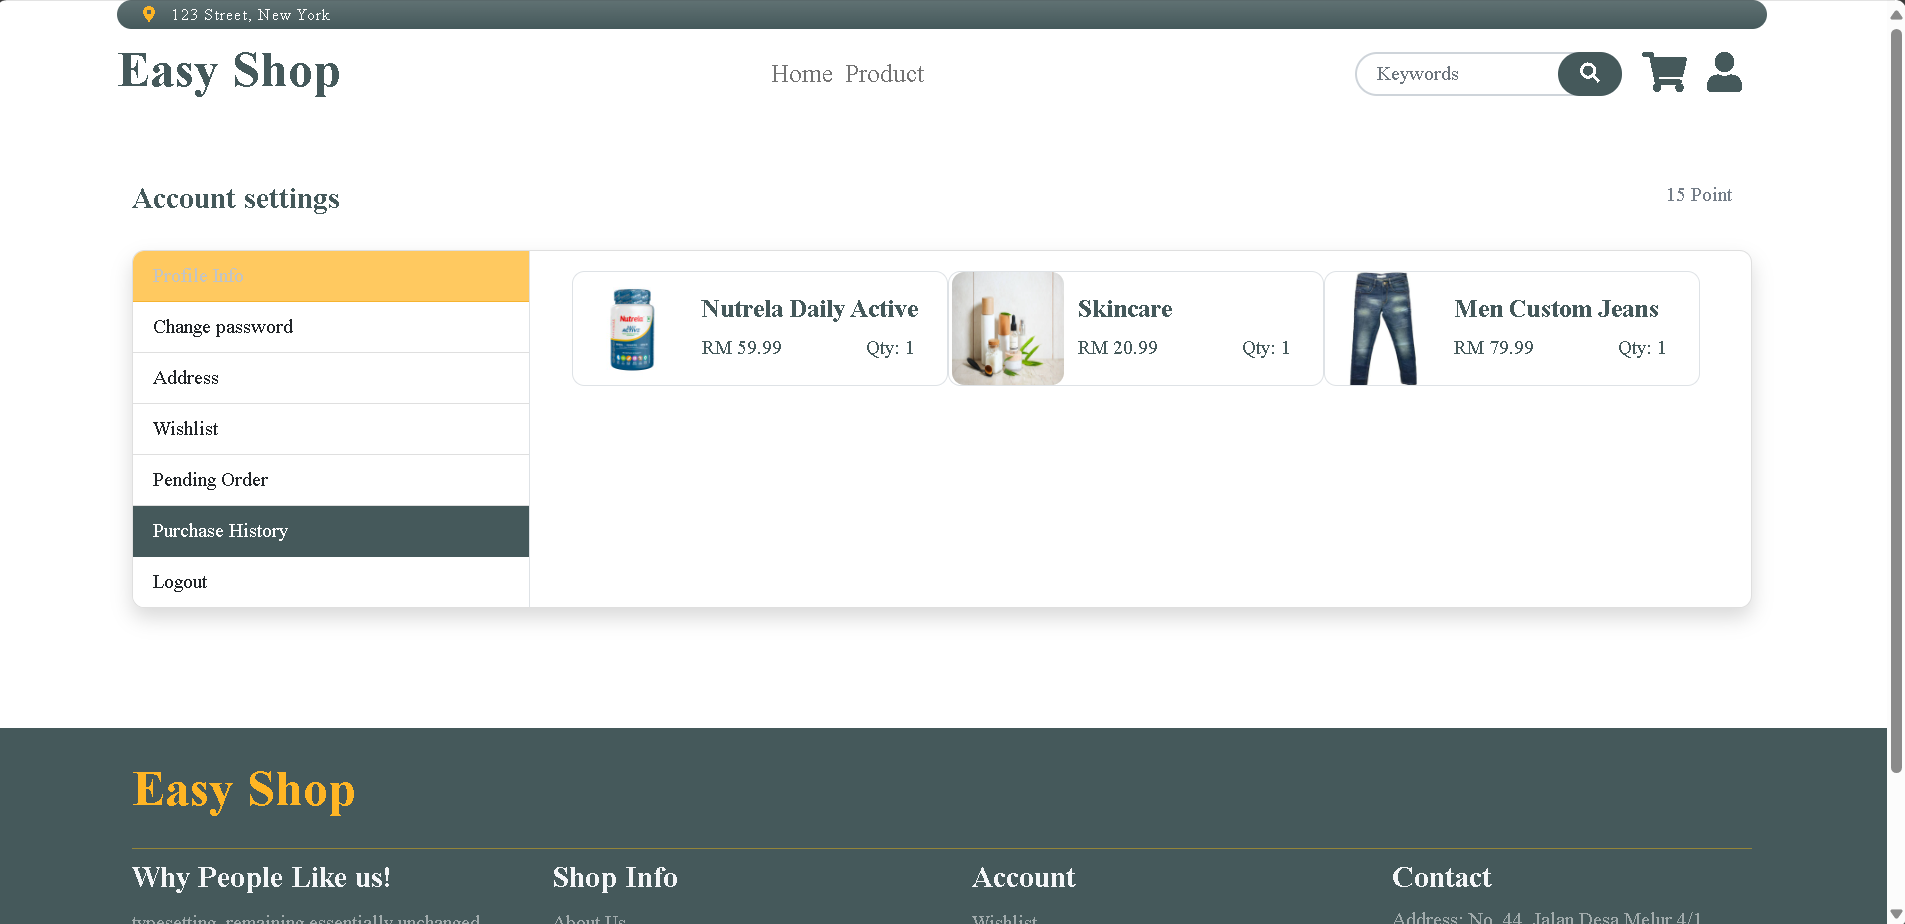 123 Street, New York
Easy Shop
Home Product
Keywords
Account settings
15 Point
Profile Info
Change password
Address
Wishlist
Pending Order
Purchase History
Logout
Nutrela
Nutrela Daily Active
RM 59.99 Qty: 1
Skincare
RM 20.99 Qty: 1
Men Custom Jeans
RM 79.99 Qty: 1
Easy Shop
Why People Like us!
typesetting, remaining essentially unchanged
Shop Info
About Us
Account
Wishlist
Contact
Address: No. 44, Jalan Desa Melur 4/1